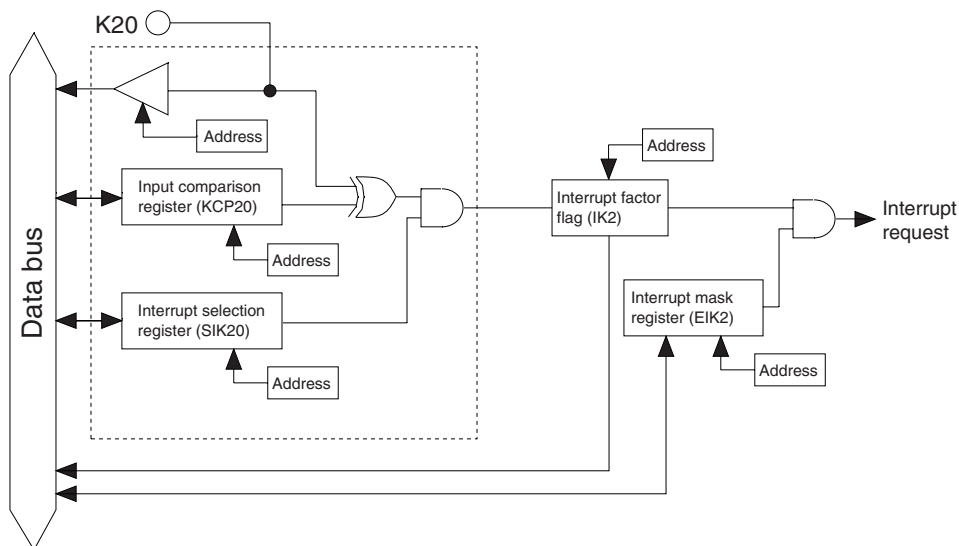 K20
Address
Input comparison
register (KCP20)
Address
Interrupt selection
register (SIK20)
Address
Data bus
Address
Interrupt factor
flag (IK2)
Interrupt
request
Interrupt mask
register (EIK2)
Address